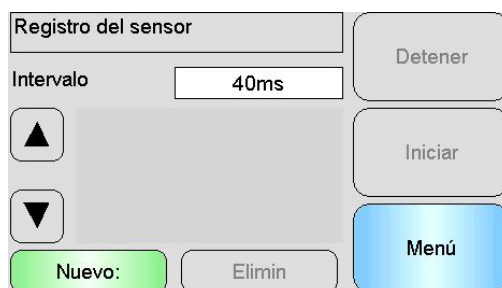 Registro del sensor
Detener
Intervalo
40ms
Iniciar
Menú
Nuevo:
Elimin